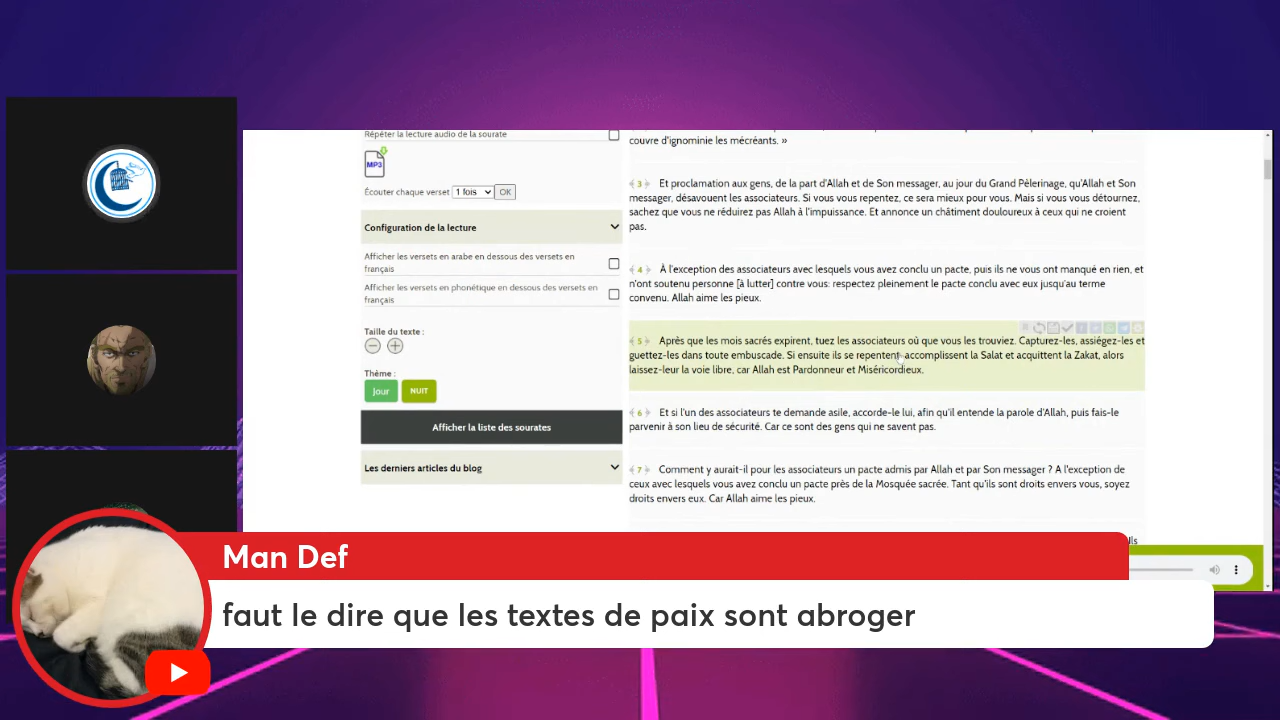 Répéter la lecture audio de la sourate
MP3
Écouter chaque verset 1 fois OK
Configuration de la lecture
Afficher les versets en arabe en dessous des versets en
français
Afficher les versets en phonétique en dessous des versets en
français
Taille du texte :
Thème :
Jour NUIT
Afficher la liste des sourates
Les derniers articles du blog
couvre d'ignominie les mécréants. »
3 Et proclamation aux gens, de la part d'Allah et de Son messager, au jour du Grand Pèlerinage, qu'Allah et Son
messager, désavouent les associateurs. Si vous vous repentez, ce sera mieux pour vous. Mais si vous vous détournez,
sachez que vous ne réduirez pas Allah à l'impuissance. Et annonce un châtiment douloureux à ceux qui ne croient
pas.
4 À l'exception des associateurs avec lesquels vous avez conclu un pacte, puis ils ne vous ont manqué en rien, et
n'ont soutenu personne [à lutter] contre vous: respectez pleinement le pacte conclu avec eux jusqu'au terme
convenu. Allah aime les pieux.
5 Après que les mois sacrés expirent, tuez les associateurs où que vous les trouviez. Capturez-les, assiégez-les et
guettez-les dans toute embuscade. Si ensuite ils se repentent, accomplissent la Salat et acquittent la Zakat, alors
laissez-leur la voie libre, car Allah est Pardonneur et Miséricordieux.
6 Et si l'un des associateurs te demande asile, accorde-le lui, afin qu'il entende la parole d'Allah, puis fais-le
parvenir à son lieu de sécurité. Car ce sont des gens qui ne savent pas.
7 Comment y aurait-il pour les associateurs un pacte admis par Allah et par Son messager ? A l'exception de
ceux avec lesquels vous avez conclu un pacte près de la Mosquée sacrée. Tant qu'ils sont droits envers vous, soyez
droits envers eux. Car Allah aime les pieux.
Man Def
faut le dire que les textes de paix sont abroger